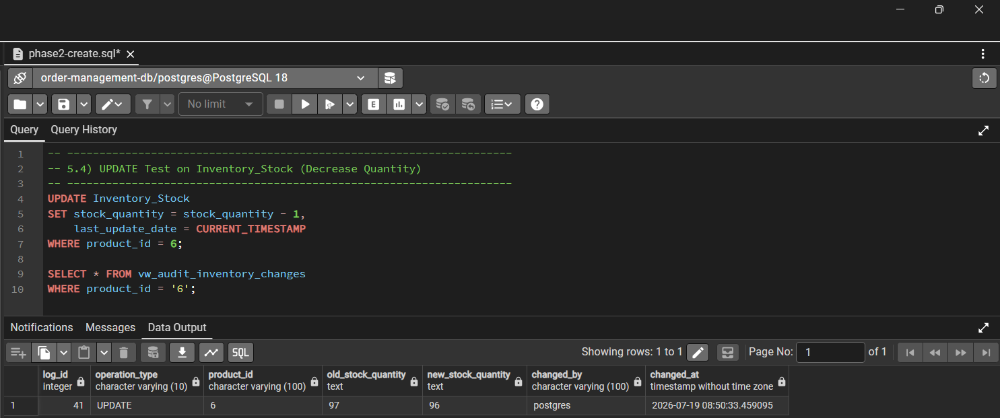 phase2-create.sql*
order-management-db/postgres@PostgreSQL 18
No limit
E
Query Query History
1 -- ---------------------------------------------------------------------
2 -- 5.4) UPDATE Test on Inventory_Stock (Decrease Quantity)
3 -- ---------------------------------------------------------------------
4 UPDATE Inventory_Stock
5 SET stock_quantity = stock_quantity - 1,
6     last_update_date = CURRENT_TIMESTAMP
7 WHERE product_id = 6;
8
9 SELECT * FROM vw_audit_inventory_changes
10 WHERE product_id = '6';
Notifications Messages Data Output
SQL Showing rows: 1 to 1 Page No: 1 of 1
log_id operation_type product_id old_stock_quantity new_stock_quantity changed_by changed_at
integer character varying (10) character varying (100) text text character varying (100) timestamp without time zone
1 41 UPDATE 6 97 96 postgres 2026-07-19 08:50:33.459095